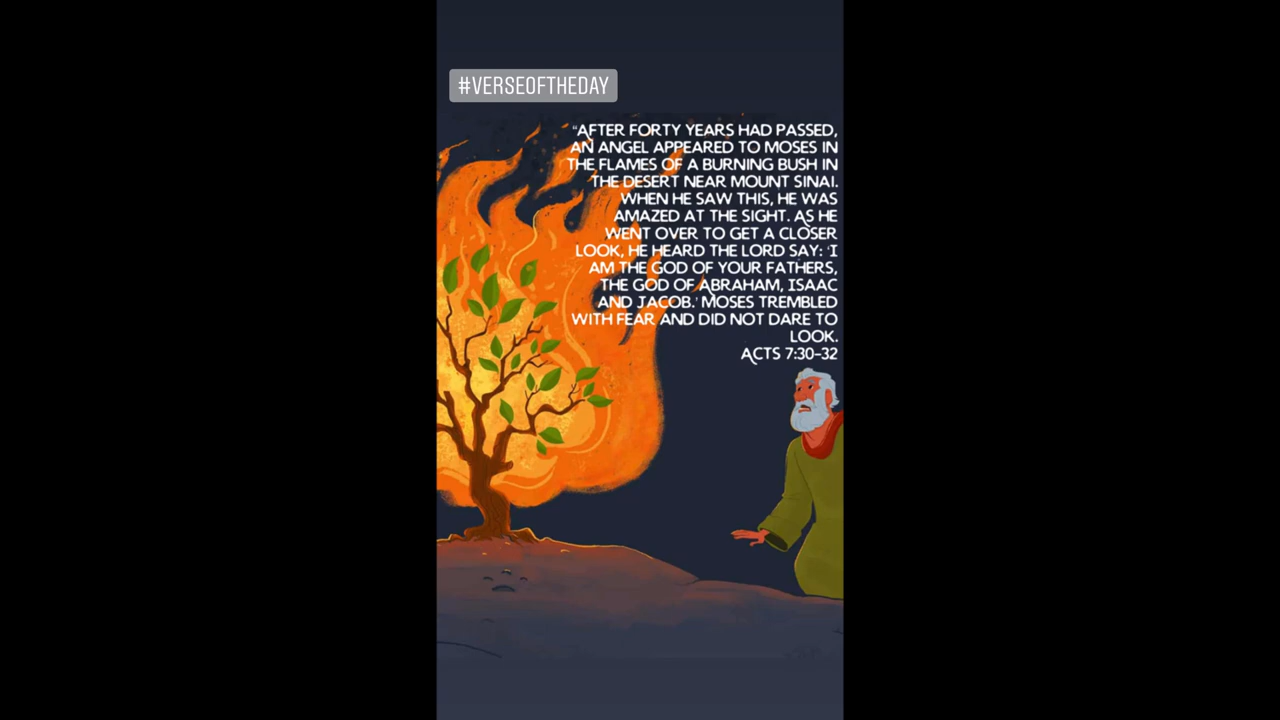 #VERSEOFTHEDAY
“AFTER FORTY YEARS HAD PASSED,
AN ANGEL APPEARED TO MOSES IN
THE FLAMES OF A BURNING BUSH IN
THE DESERT NEAR MOUNT SINAI.
WHEN HE SAW THIS, HE WAS
AMAZED AT THE SIGHT. AS HE
WENT OVER TO GET A CLOSER
LOOK, HE HEARD THE LORD SAY: ‘I
AM THE GOD OF YOUR FATHERS,
THE GOD OF ABRAHAM, ISAAC
AND JACOB.’ MOSES TREMBLED
WITH FEAR AND DID NOT DARE TO
LOOK.
ACTS 7:30-32